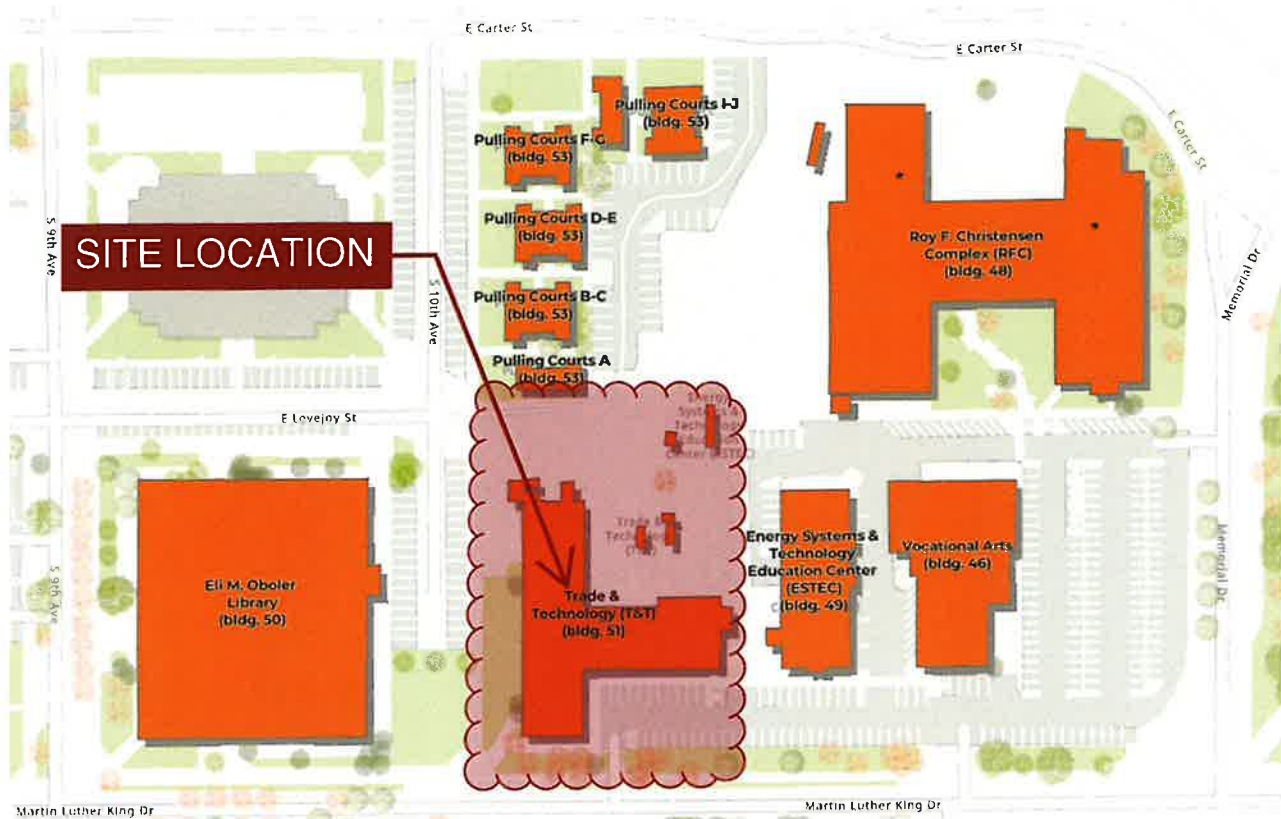 E Carter St
E Carter St
E Carter St
Pulling Courts I-J
(bldg. 53)
Pulling Courts F-G
(bldg. 53)
Pulling Courts D-E
(bldg. 53)
Pulling Courts B-C
(bldg. 53)
Pulling Courts A
(bldg. 53)
S 9th Ave
SITE LOCATION
S 10th Ave
Roy F. Christensen
Complex (RFC)
(bldg. 48)
Memorial Dr
E Lovejoy St
Energy
Systems &
Technology
Education
Center (ESTEC)
Trade &
Technology
(T&T)
Eli M. Oboler
Library
(bldg. 50)
Trade &
Technology (T&T)
(bldg. 51)
Energy Systems &
Technology
Education Center
(ESTEC)
(bldg. 49)
Vocational Arts
(bldg. 46)
S 9th Ave
Memorial Dr
Martin Luther King Dr
Martin Luther King Dr